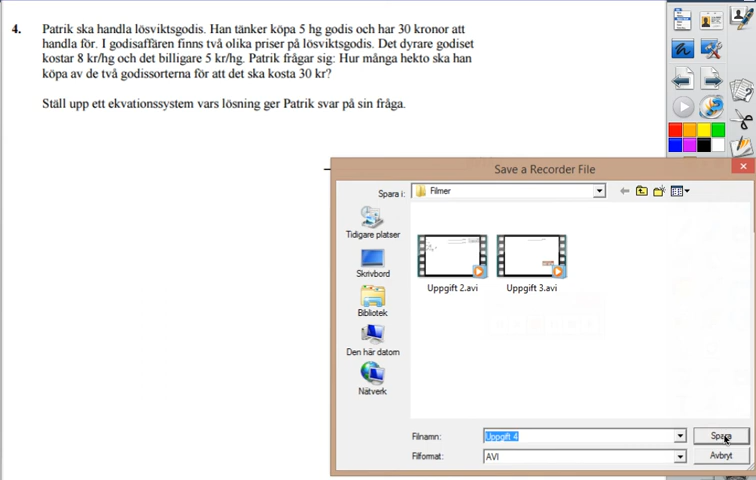 4. Patrik ska handla lösviktsgodis. Han tänker köpa 5 hg godis och har 30 kronor att
handla för. I godisaffären finns två olika priser på lösviktsgodis. Det dyrare godiset
kostar 8 kr/hg och det billigare 5 kr/hg. Patrik frågar sig: Hur många hekto ska han
köpa av de två godissorterna för att det ska kosta 30 kr?
Ställ upp ett ekvationssystem vars lösning ger Patrik svar på sin fråga.
Save a Recorder File
Spara i: Filmer
Tidigare platser
Skrivbord
Bibliotek
Den här datorn
Nätverk
Uppgift 2.avi Uppgift 3.avi
Filnamn: Uppgift 4 Spara
Filformat: AVI Avbryt